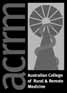 acrrm
Australian College
of Rural & Remote
Medicine